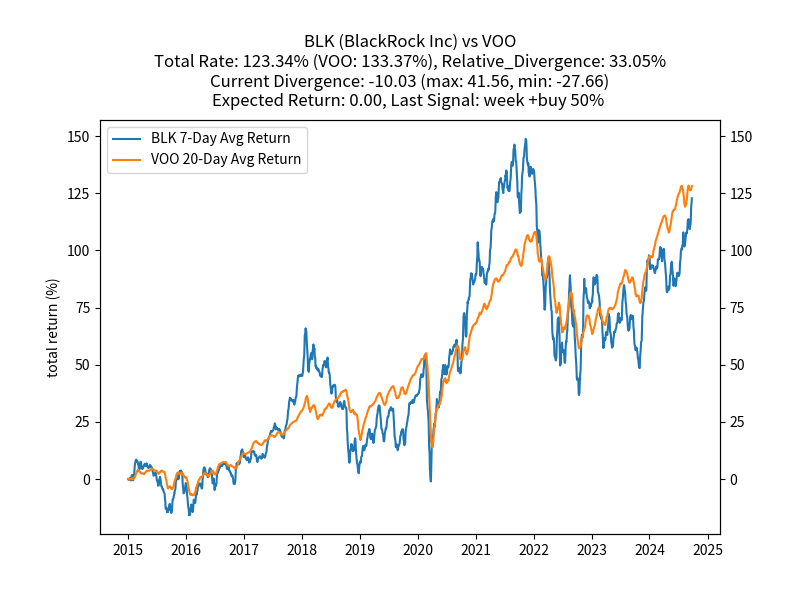 BLK (BlackRock Inc) vs VOO
Total Rate: 123.34% (VOO: 133.37%), Relative_Divergence: 33.05%
Current Divergence: -10.03 (max: 41.56, min: -27.66)
Expected Return: 0.00, Last Signal: week +buy 50%
BLK 7-Day Avg Return
VOO 20-Day Avg Return
150 150
125 125
100 100
75 75
50 50
25 25
0 0
total return (%)
2015 2016 2017 2018 2019 2020 2021 2022 2023 2024 2025